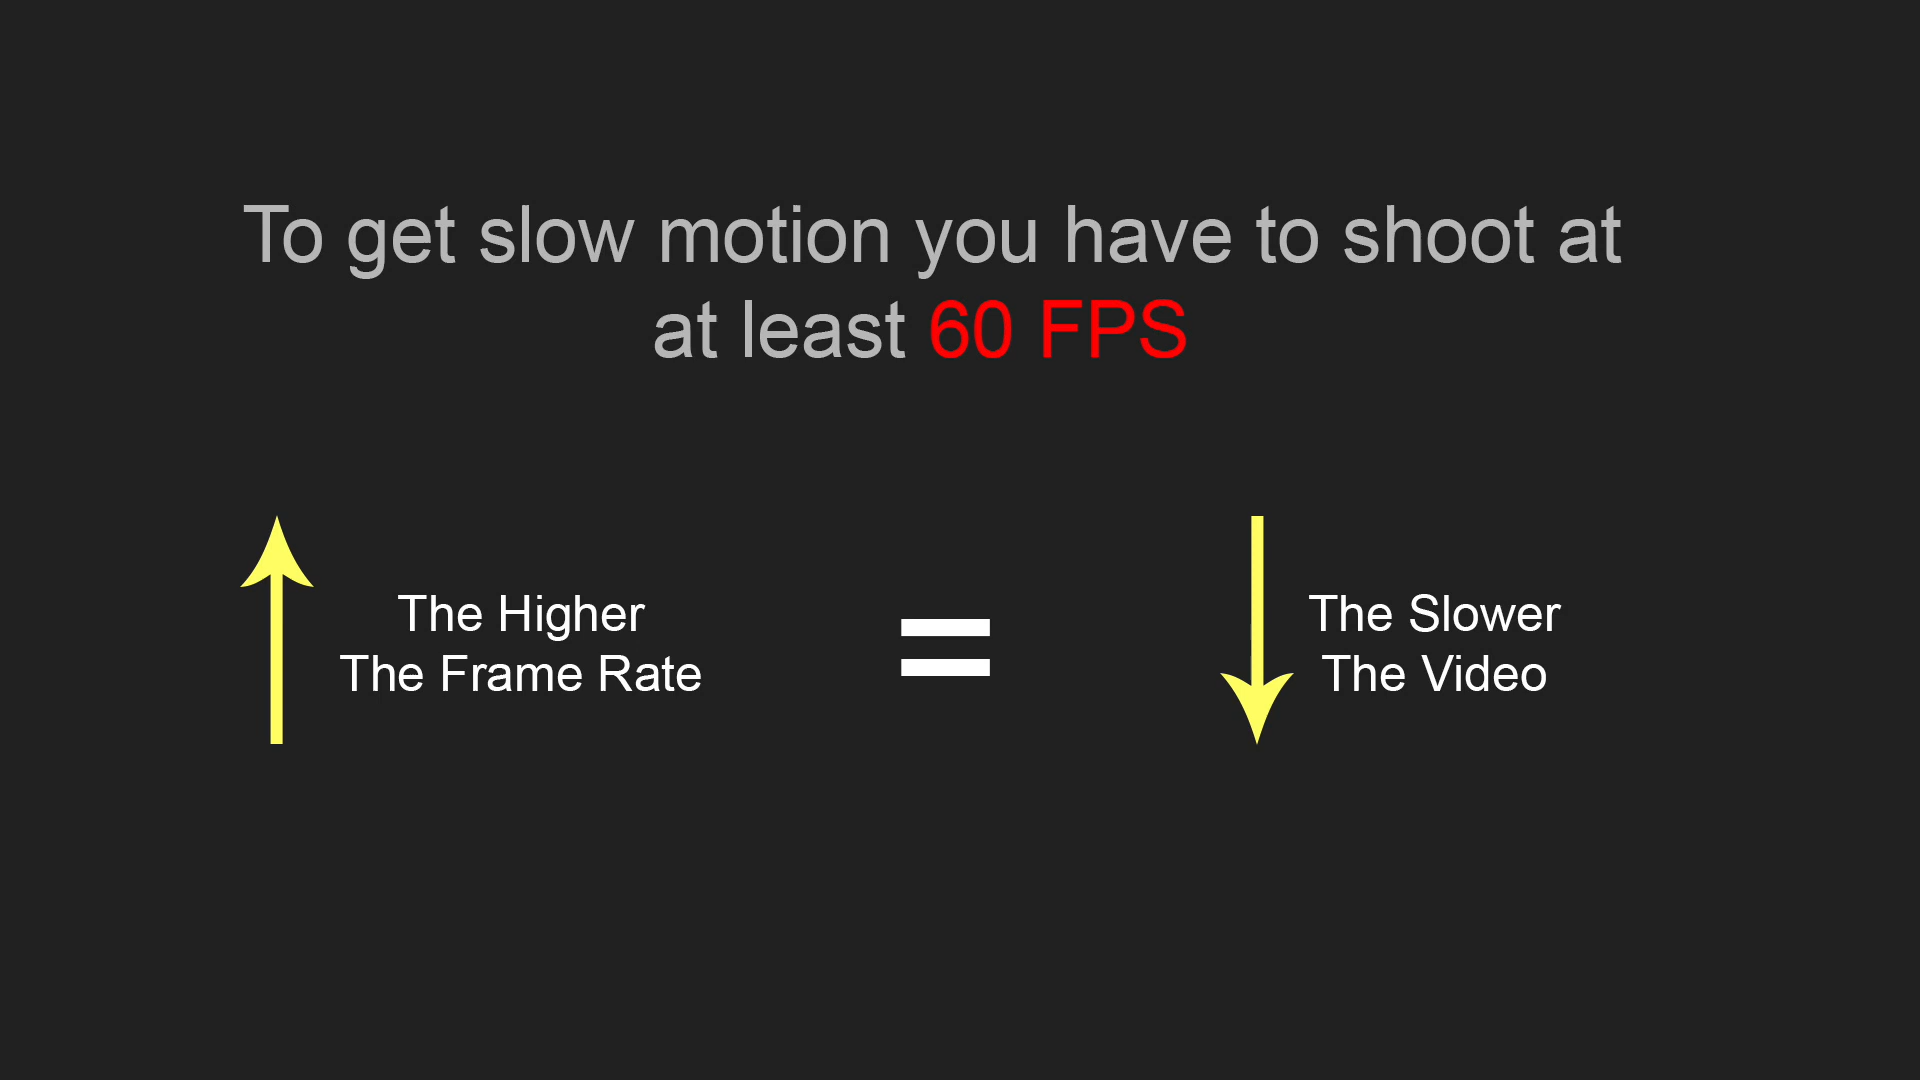 To get slow motion you have to shoot at
at least 60 FPS
The Higher
The Frame Rate
=
The Slower
The Video